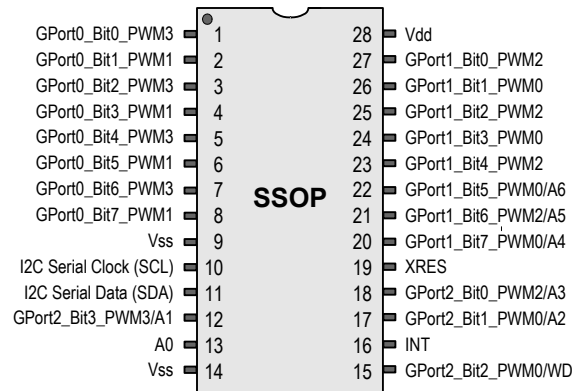 GPort0_Bit0_PWM3 1 28 Vdd
GPort0_Bit1_PWM1 2 27 GPort1_Bit0_PWM2
GPort0_Bit2_PWM3 3 26 GPort1_Bit1_PWM0
GPort0_Bit3_PWM1 4 25 GPort1_Bit2_PWM2
GPort0_Bit4_PWM3 5 24 GPort1_Bit3_PWM0
GPort0_Bit5_PWM1 6 23 GPort1_Bit4_PWM2
GPort0_Bit6_PWM3 7 SSOP 22 GPort1_Bit5_PWM0/A6
GPort0_Bit7_PWM1 8 21 GPort1_Bit6_PWM2/A5
Vss 9 20 GPort1_Bit7_PWM0/A4
I2C Serial Clock (SCL) 10 19 XRES
I2C Serial Data (SDA) 11 18 GPort2_Bit0_PWM2/A3
GPort2_Bit3_PWM3/A1 12 17 GPort2_Bit1_PWM0/A2
A0 13 16 INT
Vss 14 15 GPort2_Bit2_PWM0/WD